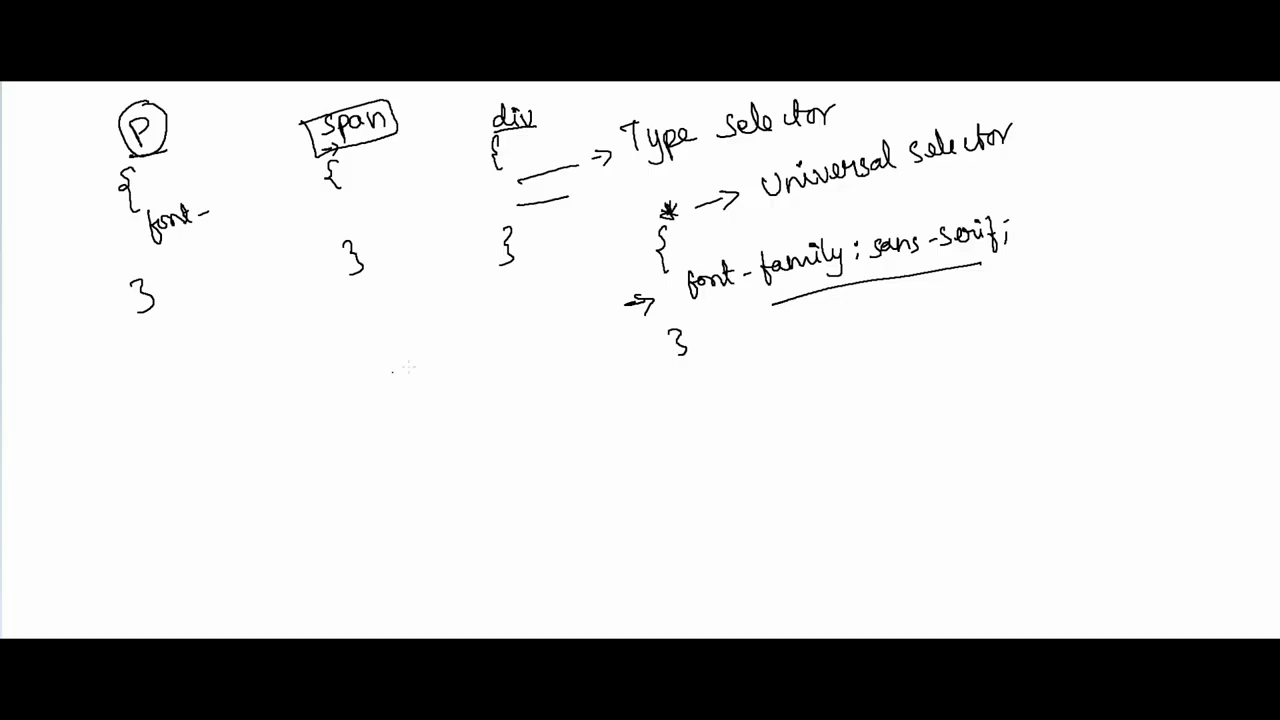 P
{
font-
}
span
{
}
div
{
}
→ Type selector
* → Universal selector
{
→ font-family: sans-serif;
}